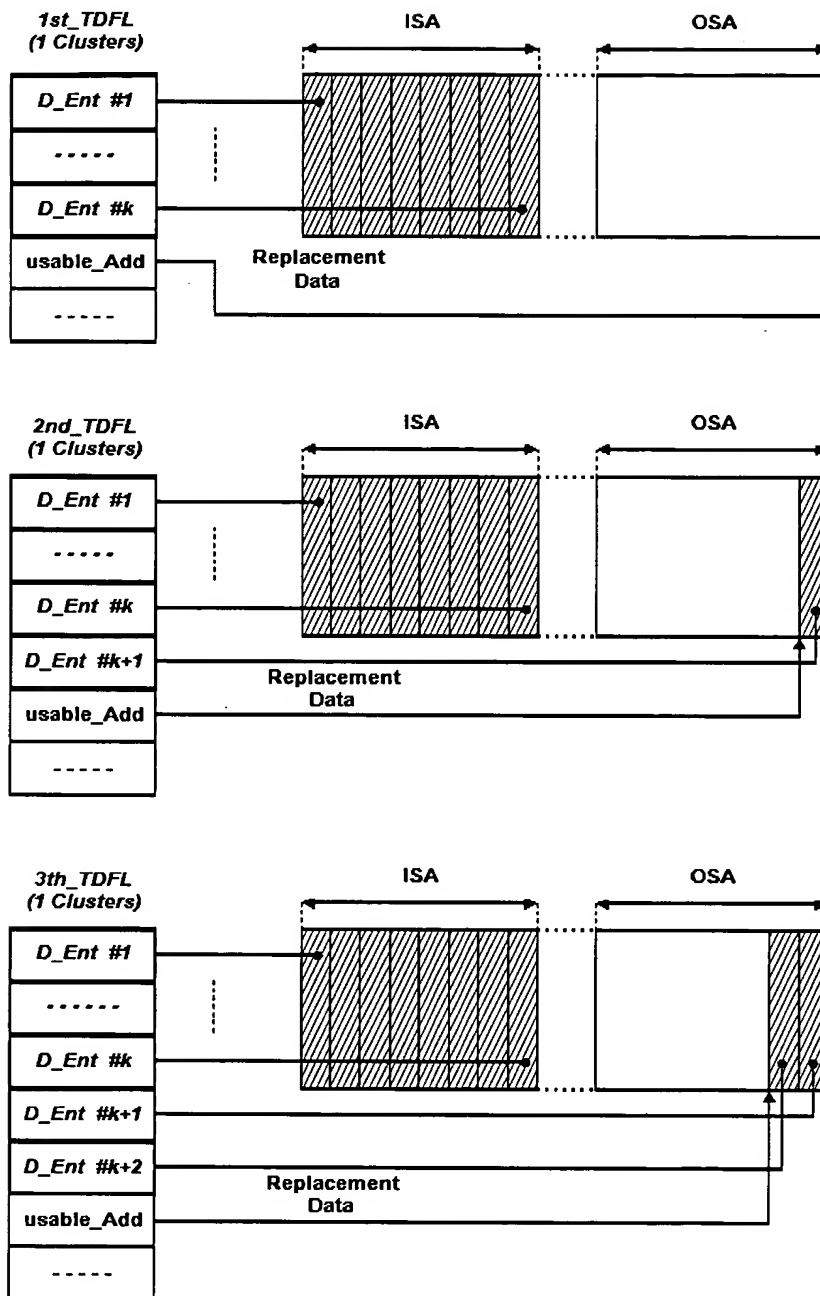 1st_TDFL
(1 Clusters)
ISA
OSA
D_Ent #1
-----
D_Ent #k
usable_Add
-----
Replacement
Data
2nd_TDFL
(1 Clusters)
ISA
OSA
D_Ent #1
-----
D_Ent #k
D_Ent #k+1
usable_Add
-----
Replacement
Data
3th_TDFL
(1 Clusters)
ISA
OSA
D_Ent #1
------
D_Ent #k
D_Ent #k+1
D_Ent #k+2
usable_Add
-----
Replacement
Data